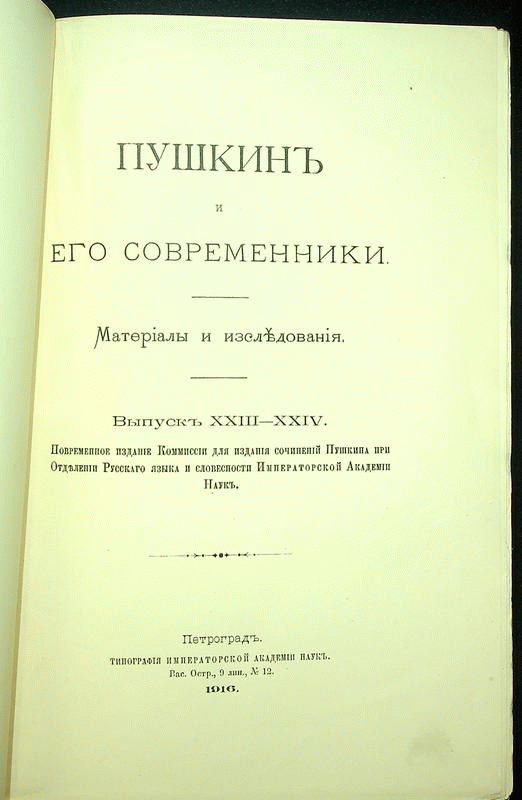 ПУШКИНЪ
и
ЕГО СОВРЕМЕННИКИ.
Матеріалы и изслѣдованія.
Выпускъ XXIII—XXIV.
Повременное изданіе Коммиссіи для изданія сочиненій Пушкина при
Отдѣленіи Русскаго языка и словесности Императорской Академіи
Наукъ.
Петроградъ.
ТИПОГРАФІЯ ИМПЕРАТОРСКОЙ АКАДЕМІИ НАУКЪ.
Вас. Остр., 9 лин., № 12.
1916.